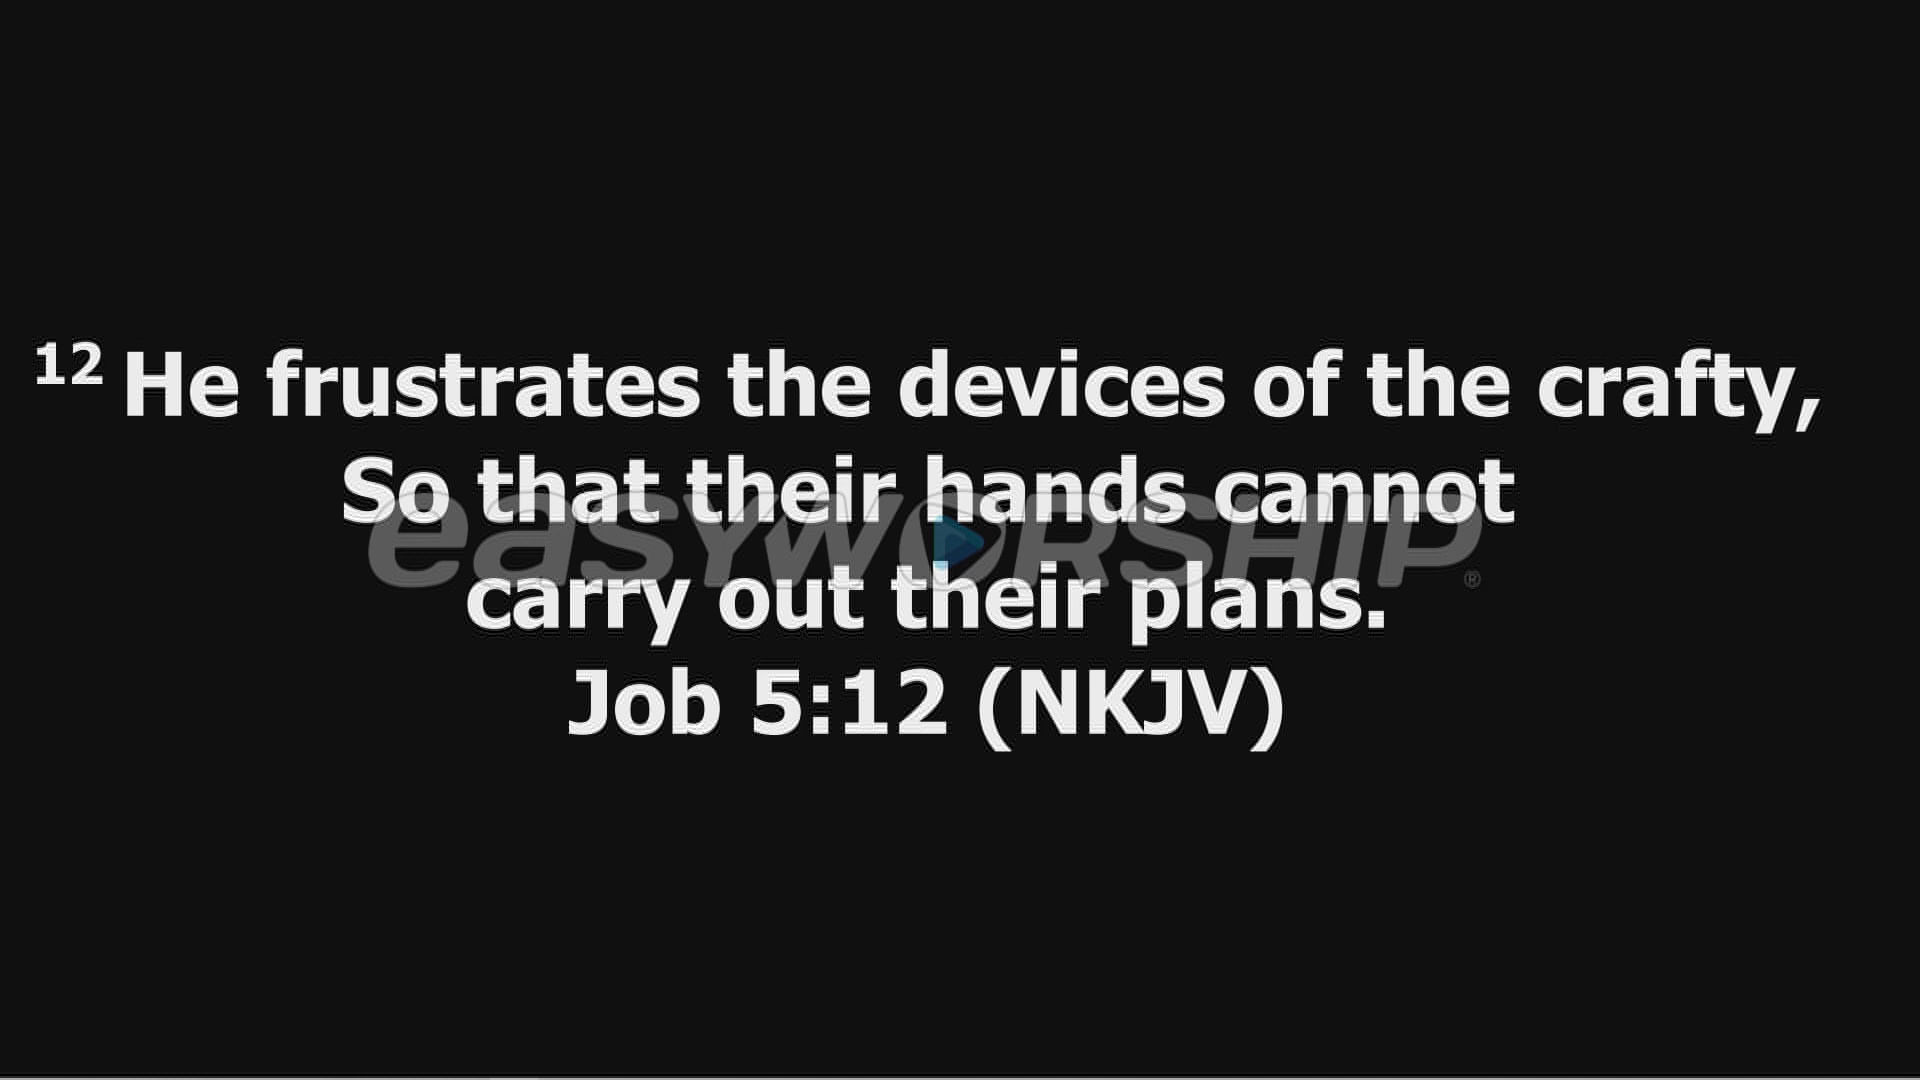 12 He frustrates the devices of the crafty,
So that their hands cannot
easyWORSHIP®
carry out their plans.
Job 5:12 (NKJV)